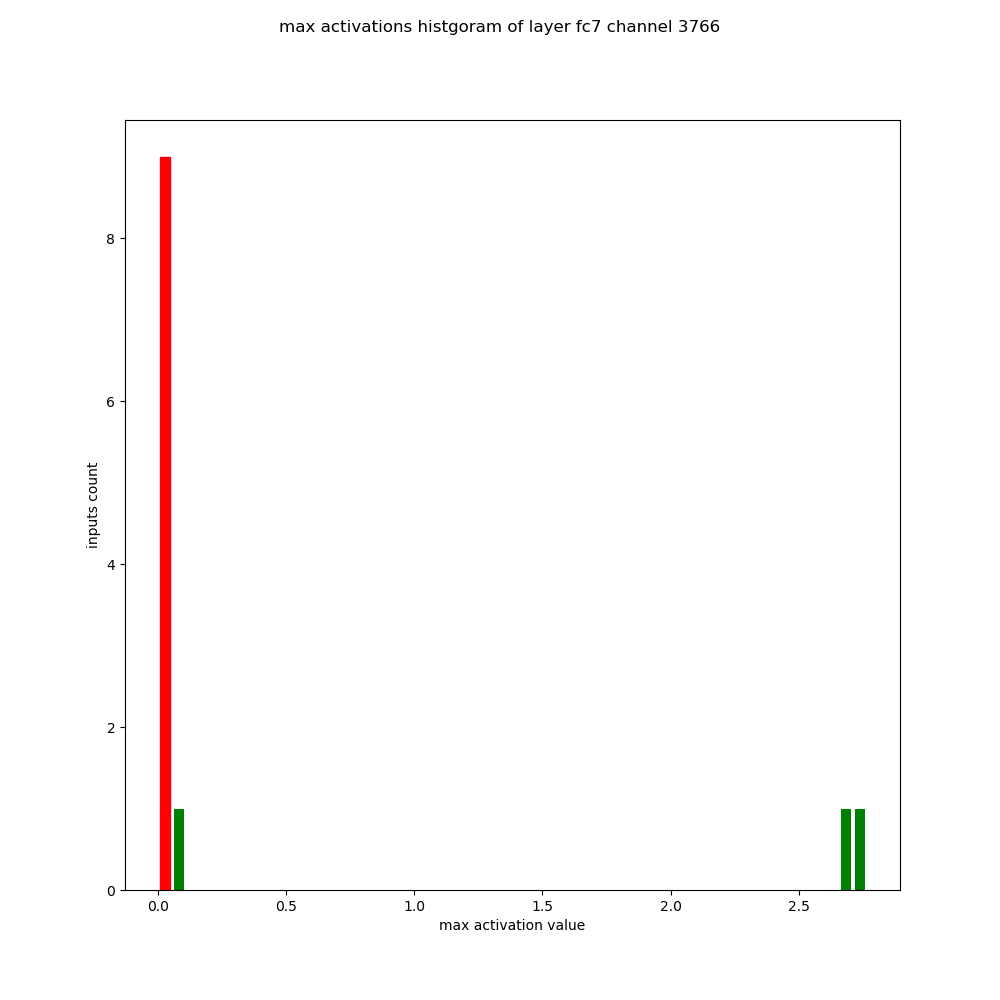 max activations histgoram of layer fc7 channel 3766
8
6
4
2
0
inputs count
0.0 0.5 1.0 1.5 2.0 2.5
max activation value